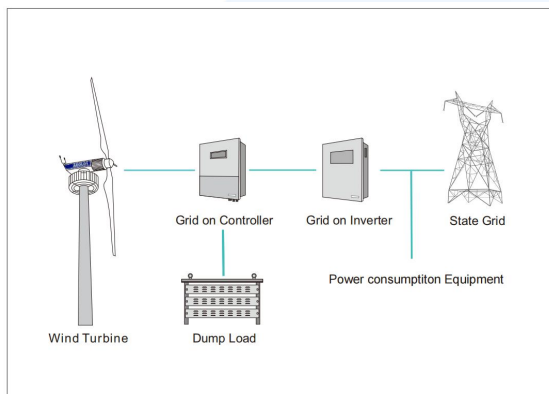 Grid on Controller
Grid on Inverter
State Grid
Power consumptiton Equipment
Wind Turbine
Dump Load